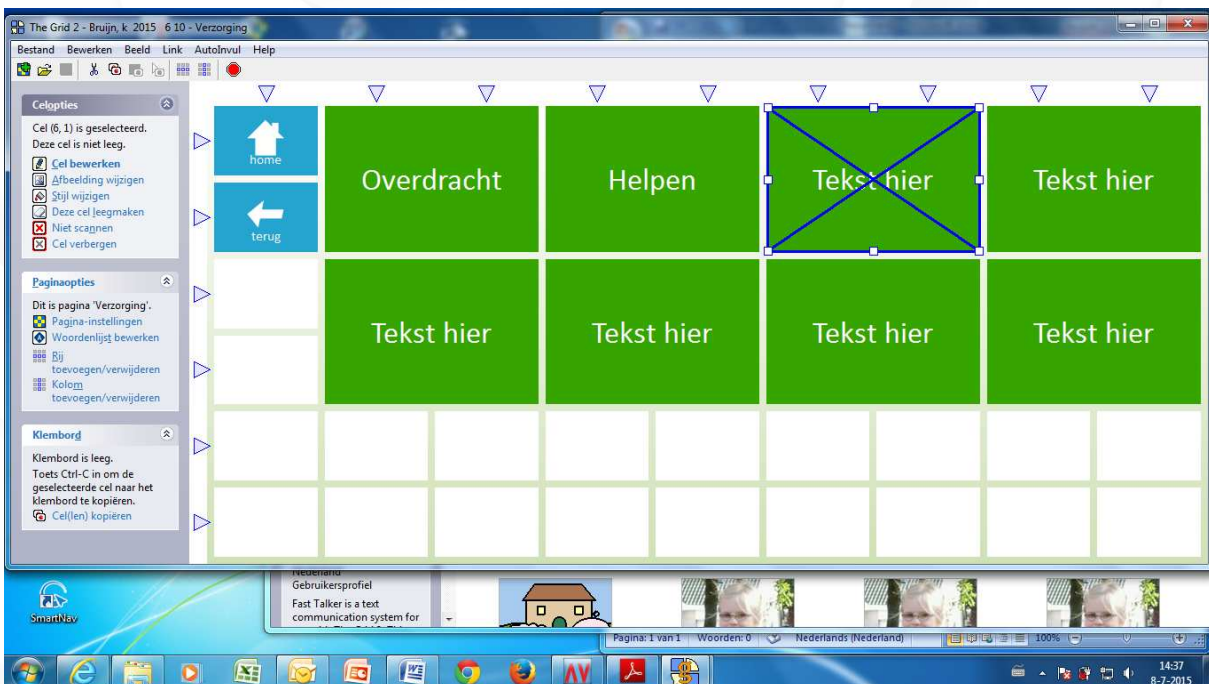 The Grid 2 - Bruijn, k 2015 6 10 - Verzorging
Bestand Bewerken Beeld Link AutoInvul Help
Celopties
Cel (6, 1) is geselecteerd.
Deze cel is niet leeg.
Cel bewerken
Afbeelding wijzigen
Stijl wijzigen
Deze cel leegmaken
Niet scannen
Cel verbergen
Paginaopties
Dit is pagina 'Verzorging'.
Pagina-instellingen
Woordenlijst bewerken
Rij
toevoegen/verwijderen
Kolom
toevoegen/verwijderen
Klembord
Klembord is leeg.
Toets Ctrl-C in om de
geselecteerde cel naar het
klembord te kopiëren.
Cel(len) kopiëren
home
terug
Overdracht
Helpen
Tekst hier
Tekst hier
Tekst hier
Tekst hier
Tekst hier
Tekst hier
SmartNav
Nederland
Gebruikersprofiel
Fast Talker is a text
communication system for
Pagina: 1 van 1 Woorden: 0 Nederlands (Nederland) 100%
14:37
8-7-2015